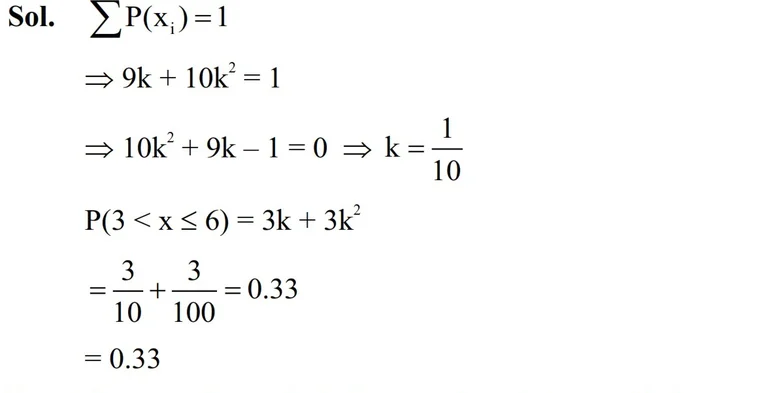 Sol. ∑P(xᵢ) = 1
⇒ 9k + 10k² = 1
⇒ 10k² + 9k – 1 = 0 ⇒ k = 1/10
P(3 < x ≤ 6) = 3k + 3k²
= 3/10 + 3/100 = 0.33
= 0.33